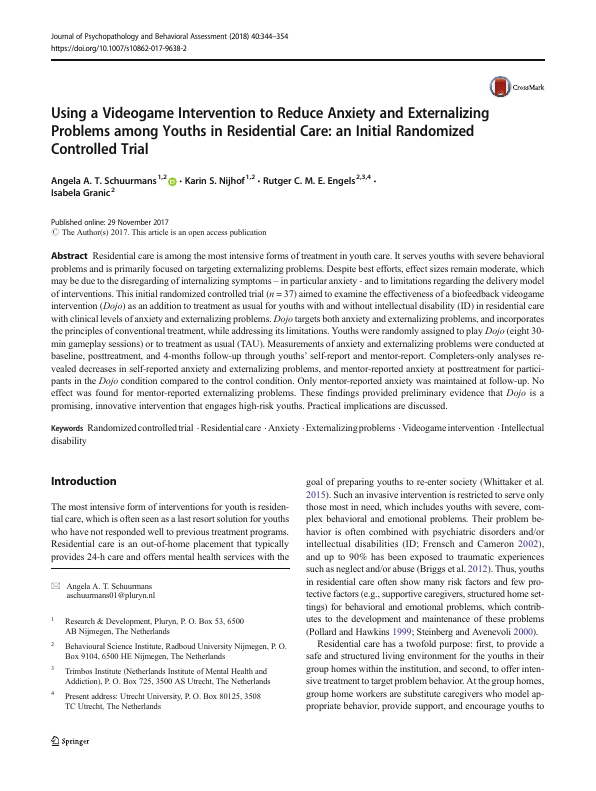 Journal of Psychopathology and Behavioral Assessment (2018) 40:344–354
https://doi.org/10.1007/s10862-017-9638-2
CrossMark
Using a Videogame Intervention to Reduce Anxiety and Externalizing
Problems among Youths in Residential Care: an Initial Randomized
Controlled Trial
Angela A. T. Schuurmans 1,2 iD · Karin S. Nijhof 1,2 · Rutger C. M. E. Engels 2,3,4 ·
Isabela Granic 2
Published online: 29 November 2017
© The Author(s) 2017. This article is an open access publication
Abstract Residential care is among the most intensive forms of treatment in youth care. It serves youths with severe behavioral
problems and is primarily focused on targeting externalizing problems. Despite best efforts, effect sizes remain moderate, which
may be due to the disregarding of internalizing symptoms – in particular anxiety - and to limitations regarding the delivery model
of interventions. This initial randomized controlled trial (n = 37) aimed to examine the effectiveness of a biofeedback videogame
intervention (Dojo) as an addition to treatment as usual for youths with and without intellectual disability (ID) in residential care
with clinical levels of anxiety and externalizing problems. Dojo targets both anxiety and externalizing problems, and incorporates
the principles of conventional treatment, while addressing its limitations. Youths were randomly assigned to play Dojo (eight 30-
min gameplay sessions) or to treatment as usual (TAU). Measurements of anxiety and externalizing problems were conducted at
baseline, posttreatment, and 4-months follow-up through youths' self-report and mentor-report. Completers-only analyses re-
vealed decreases in self-reported anxiety and externalizing problems, and mentor-reported anxiety at posttreatment for partici-
pants in the Dojo condition compared to the control condition. Only mentor-reported anxiety was maintained at follow-up. No
effect was found for mentor-reported externalizing problems. These findings provided preliminary evidence that Dojo is a
promising, innovative intervention that engages high-risk youths. Practical implications are discussed.
Keywords Randomized controlled trial · Residential care · Anxiety · Externalizing problems · Videogame intervention · Intellectual
disability
Introduction
The most intensive form of interventions for youth is residen-
tial care, which is often seen as a last resort solution for youths
who have not responded well to previous treatment programs.
Residential care is an out-of-home placement that typically
provides 24-h care and offers mental health services with the
Angela A. T. Schuurmans
aschuurmans01@pluryn.nl
1 Research & Development, Pluryn, P. O. Box 53, 6500
AB Nijmegen, The Netherlands
2 Behavioural Science Institute, Radboud University Nijmegen, P. O.
Box 9104, 6500 HE Nijmegen, The Netherlands
3 Trimbos Institute (Netherlands Institute of Mental Health and
Addiction), P. O. Box 725, 3500 AS Utrecht, The Netherlands
4 Present address: Utrecht University, P. O. Box 80125, 3508
TC Utrecht, The Netherlands
goal of preparing youths to re-enter society (Whittaker et al.
2015). Such an invasive intervention is restricted to serve only
those most in need, which includes youths with severe, com-
plex behavioral and emotional problems. Their problem be-
havior is often combined with psychiatric disorders and/or
intellectual disabilities (ID; Frensch and Cameron 2002),
and up to 90% has been exposed to traumatic experiences
such as neglect and/or abuse (Briggs et al. 2012). Thus, youths
in residential care often show many risk factors and few pro-
tective factors (e.g., supportive caregivers, structured home set-
tings) for behavioral and emotional problems, which contrib-
utes to the development and maintenance of these problems
(Pollard and Hawkins 1999; Steinberg and Avenevoli 2000).
Residential care has a twofold purpose: first, to provide a
safe and structured living environment for the youths in their
group homes within the institution, and second, to offer inten-
sive treatment to target problem behavior. At the group homes,
group home workers are substitute caregivers who model ap-
propriate behavior, provide support, and encourage youths to
Springer